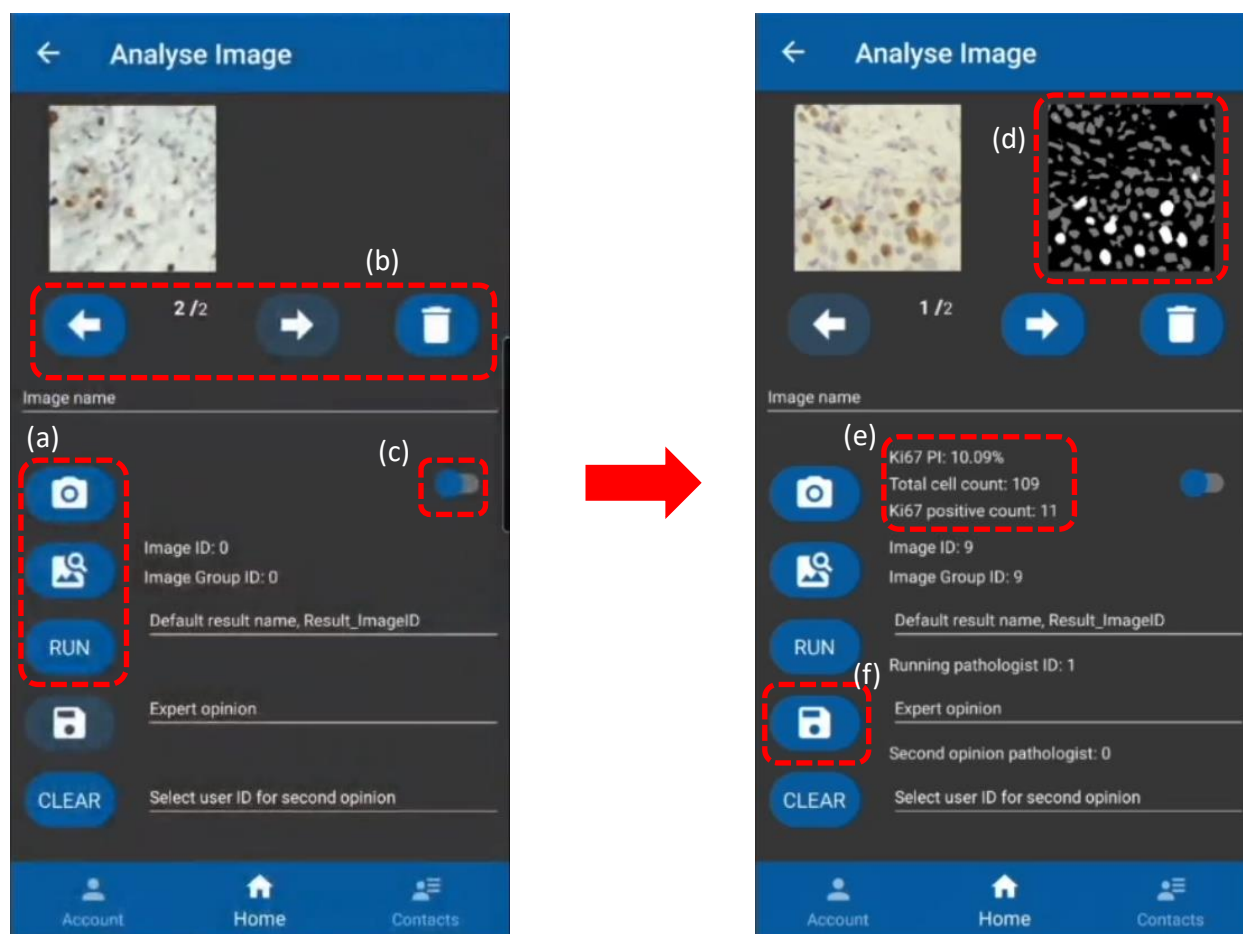 Analyse Image
(b)
2 /2
Image name
(a)
(c)
Image ID: 0
Image Group ID: 0
Default result name, Result_ImageID
RUN
Expert opinion
CLEAR
Select user ID for second opinion
Account
Home
Contacts
Analyse Image
(d)
1 /2
Image name
(e)
Ki67 PI: 10.09%
Total cell count: 109
Ki67 positive count: 11
Image ID: 9
Image Group ID: 9
Default result name, Result_ImageID
RUN
Running pathologist ID: 1
(f)
Expert opinion
Second opinion pathologist: 0
CLEAR
Select user ID for second opinion
Account
Home
Contacts